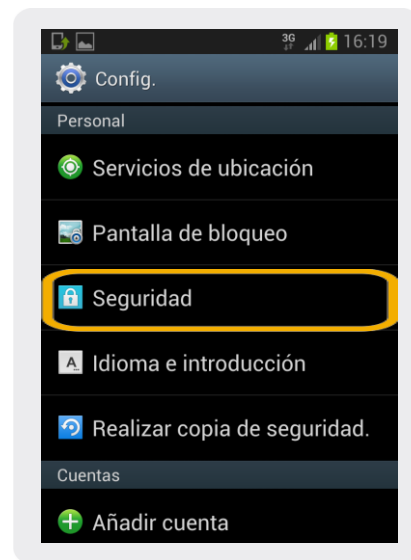 3G 16:19
Config.
Personal
Servicios de ubicación
Pantalla de bloqueo
Seguridad
A Idioma e introducción
Realizar copia de seguridad.
Cuentas
Añadir cuenta